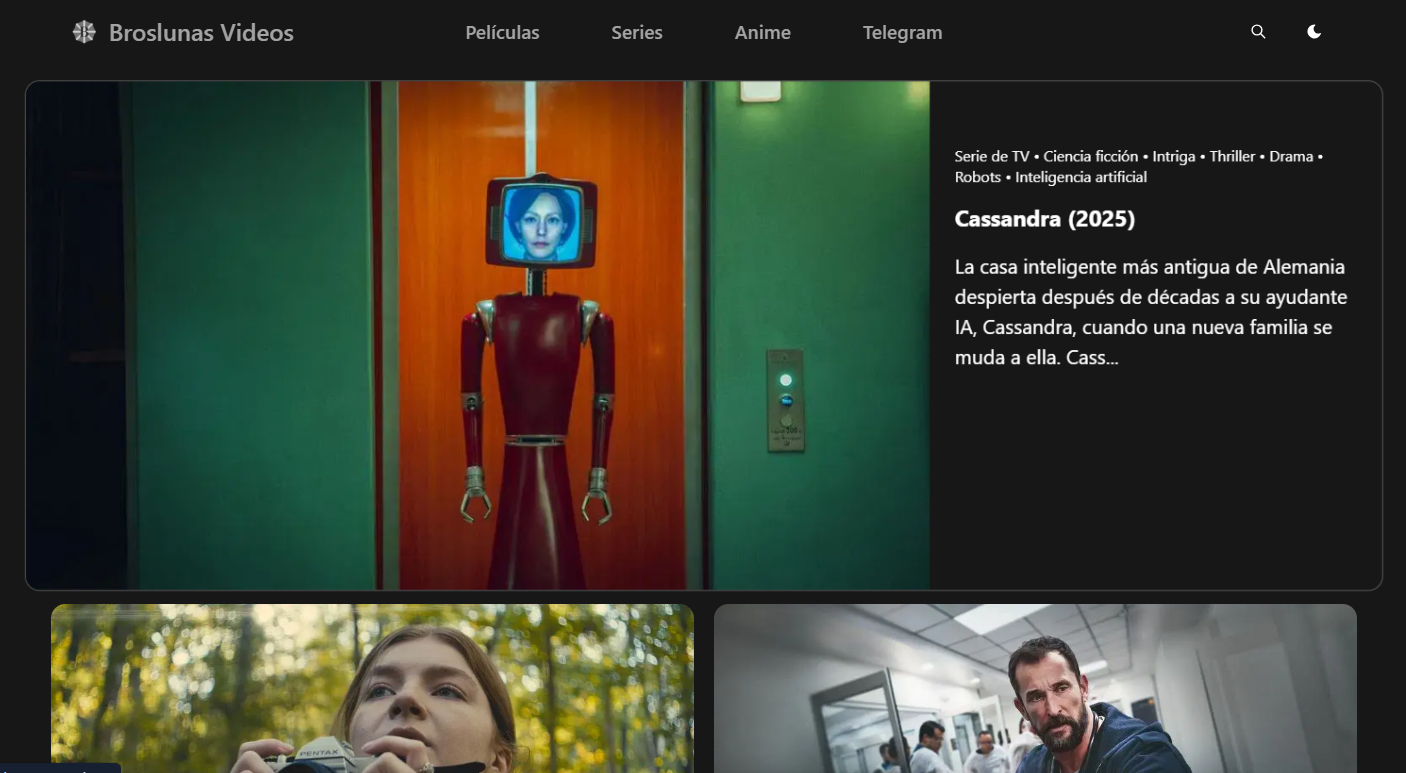 Broslunas Videos
Películas
Series
Anime
Telegram
Serie de TV • Ciencia ficción • Intriga • Thriller • Drama •
Robots • Inteligencia artificial
Cassandra (2025)
La casa inteligente más antigua de Alemania
despierta después de décadas a su ayudante
IA, Cassandra, cuando una nueva familia se
muda a ella. Cass...
PENTAX